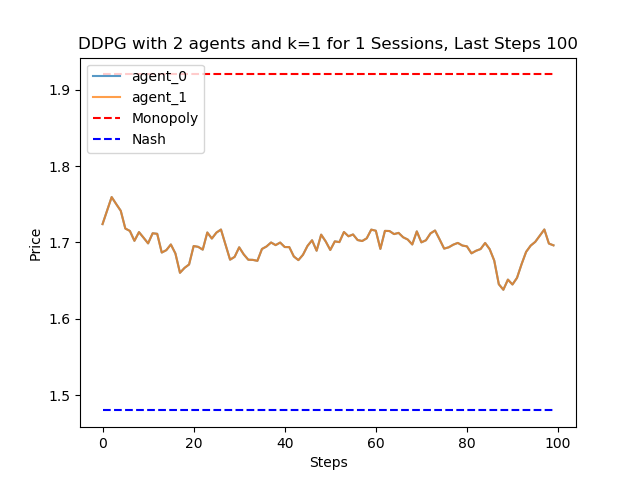 DDPG with 2 agents and k=1 for 1 Sessions, Last Steps 100
agent_0
agent_1
Monopoly
Nash
1.9
1.8
1.7
1.6
1.5
Price
0 20 40 60 80 100
Steps